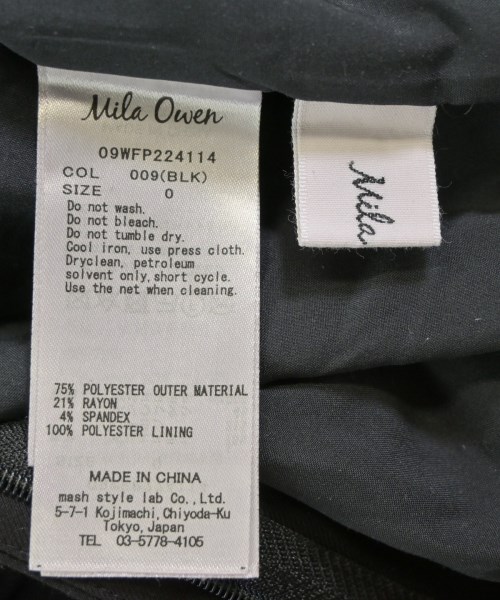 Mila Owen
09WFP224114
COL 009(BLK)
SIZE 0
Do not wash.
Do not bleach.
Do not tumble dry.
Cool iron, use press cloth.
Dryclean, petroleum
solvent only, short cycle.
Use the net when cleaning.
75% POLYESTER OUTER MATERIAL
21% RAYON
4% SPANDEX
100% POLYESTER LINING
MADE IN CHINA
mash style lab Co., Ltd.
5-7-1 Kojimachi, Chiyoda-Ku
Tokyo, Japan
TEL 03-5778-4105
Mila